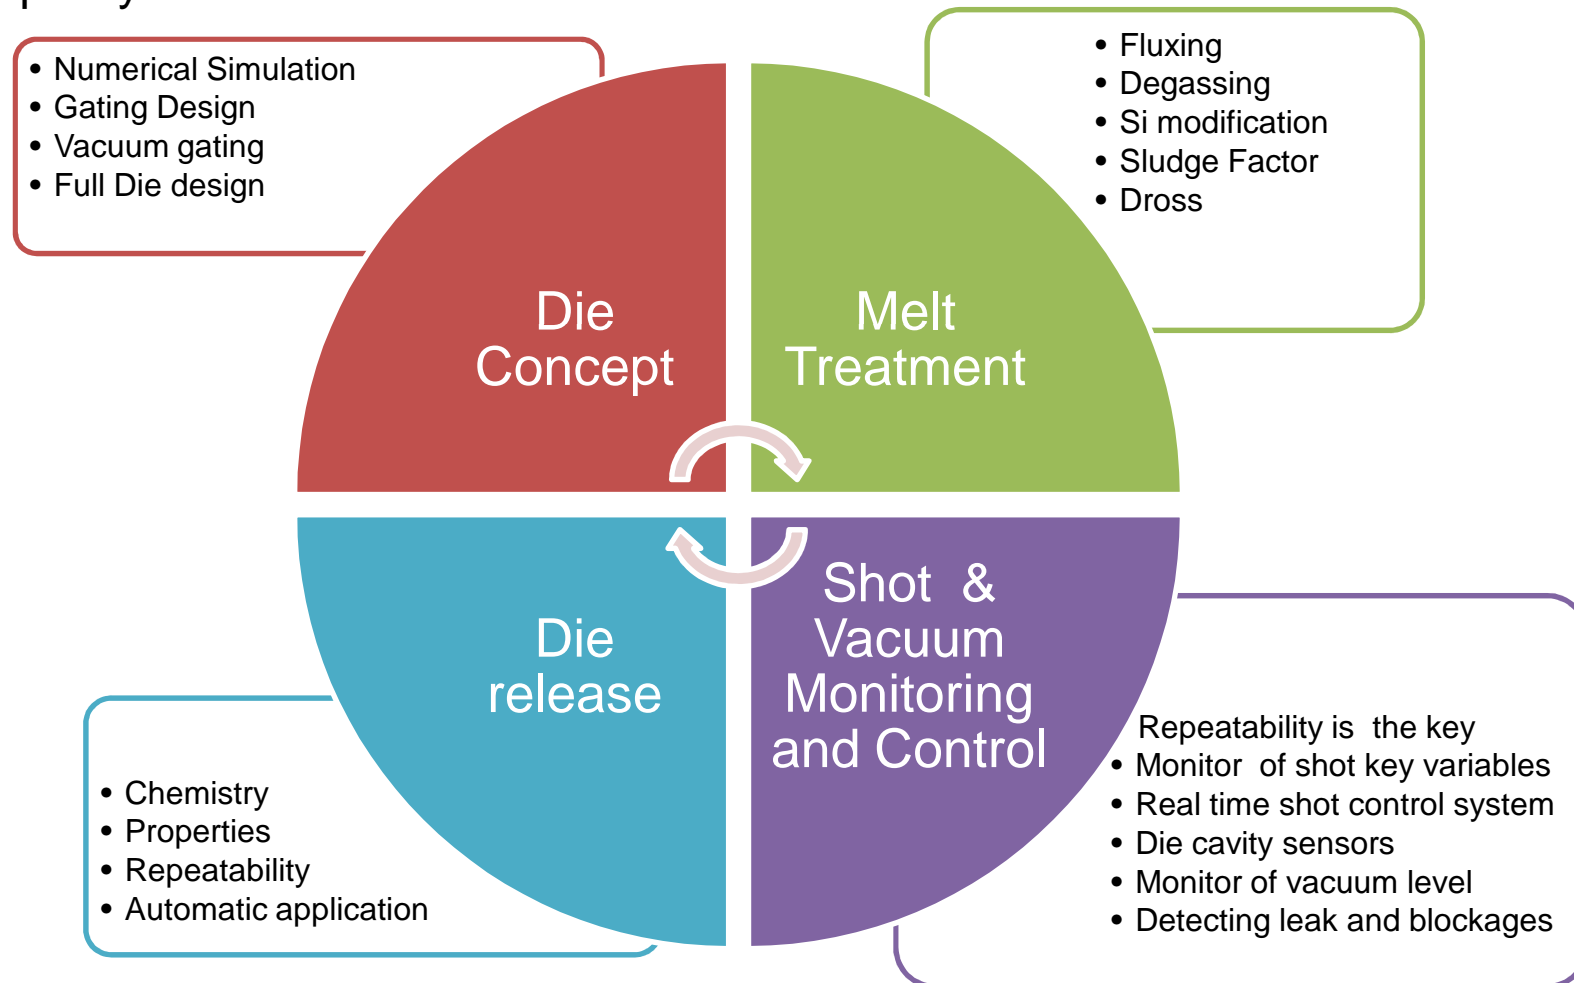 • Numerical Simulation
• Gating Design
• Vacuum gating
• Full Die design
• Fluxing
• Degassing
• Si modification
• Sludge Factor
• Dross
Die
Concept
Melt
Treatment
Die
release
Shot &
Vacuum
Monitoring
and Control
• Chemistry
• Properties
• Repeatability
• Automatic application
Repeatability is the key
• Monitor of shot key variables
• Real time shot control system
• Die cavity sensors
• Monitor of vacuum level
• Detecting leak and blockages